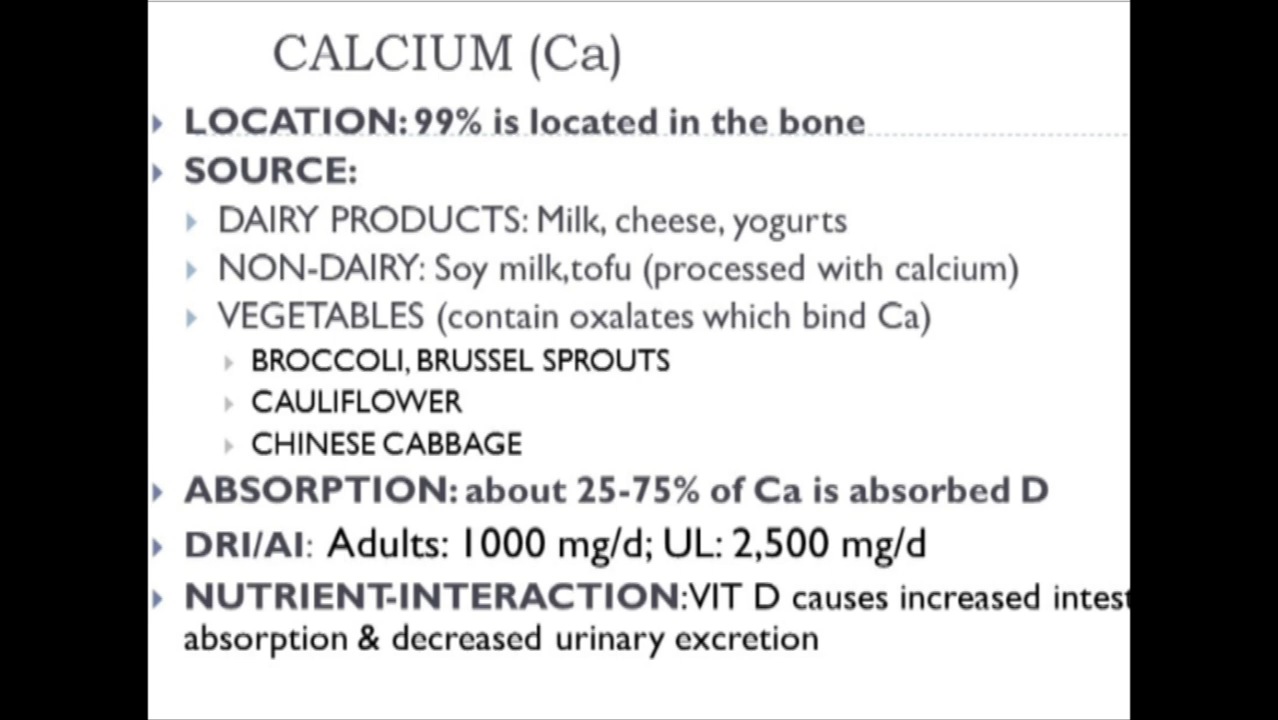 CALCIUM (Ca)
LOCATION: 99% is located in the bone
SOURCE:
DAIRY PRODUCTS: Milk, cheese, yogurts
NON-DAIRY: Soy milk,tofu (processed with calcium)
VEGETABLES (contain oxalates which bind Ca)
BROCCOLI, BRUSSEL SPROUTS
CAULIFLOWER
CHINESE CABBAGE
ABSORPTION: about 25-75% of Ca is absorbed D
DRI/AI: Adults: 1000 mg/d; UL: 2,500 mg/d
NUTRIENT-INTERACTION:VIT D causes increased intest
absorption & decreased urinary excretion